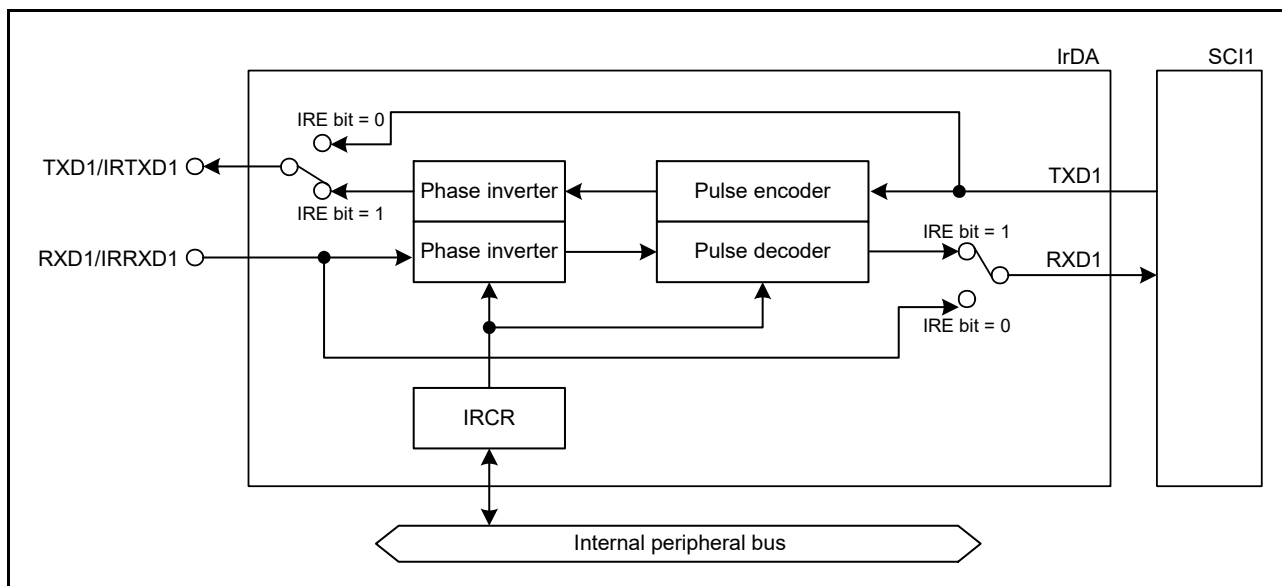 IrDA
SCI1
IRE bit = 0
TXD1/IRTXD1
Phase inverter
Pulse encoder
TXD1
IRE bit = 1
RXD1/IRRXD1
Phase inverter
Pulse decoder
IRE bit = 1
RXD1
IRE bit = 0
IRCR
Internal peripheral bus